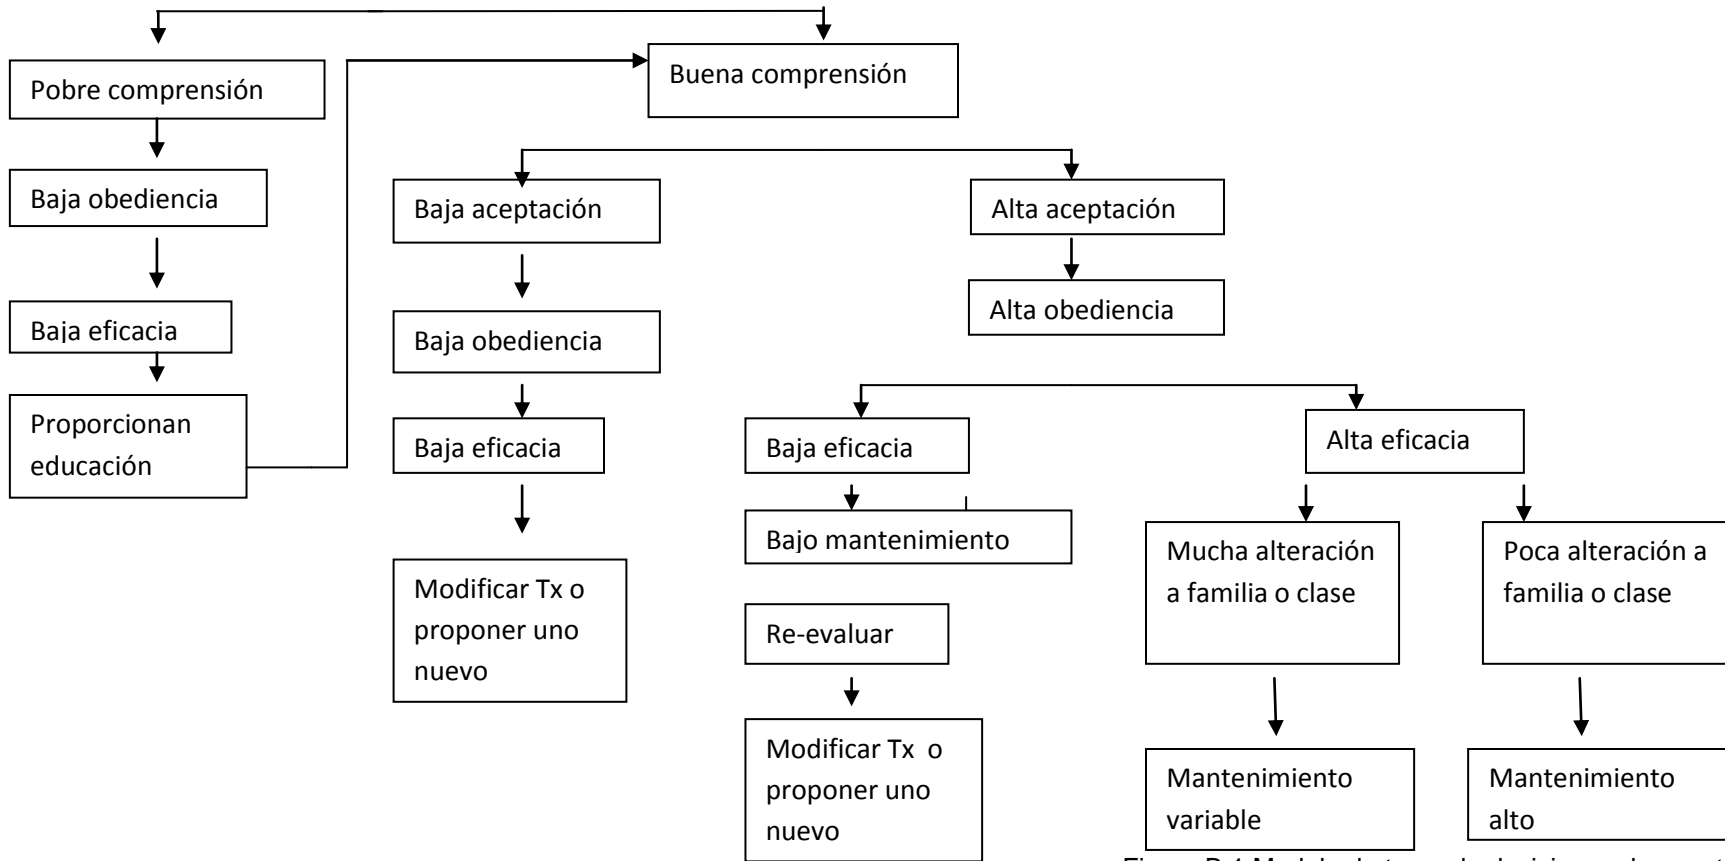 Pobre comprensión
Buena comprensión
Baja obediencia
Baja aceptación
Alta aceptación
Baja eficacia
Baja obediencia
Alta obediencia
Proporcionan
educación
Baja eficacia
Baja eficacia
Alta eficacia
Bajo mantenimiento
Mucha alteración
a familia o clase
Poca alteración a
familia o clase
Modificar Tx o
proponer uno
nuevo
Re-evaluar
Modificar Tx o
proponer uno
nuevo
Mantenimiento
variable
Mantenimiento
alto